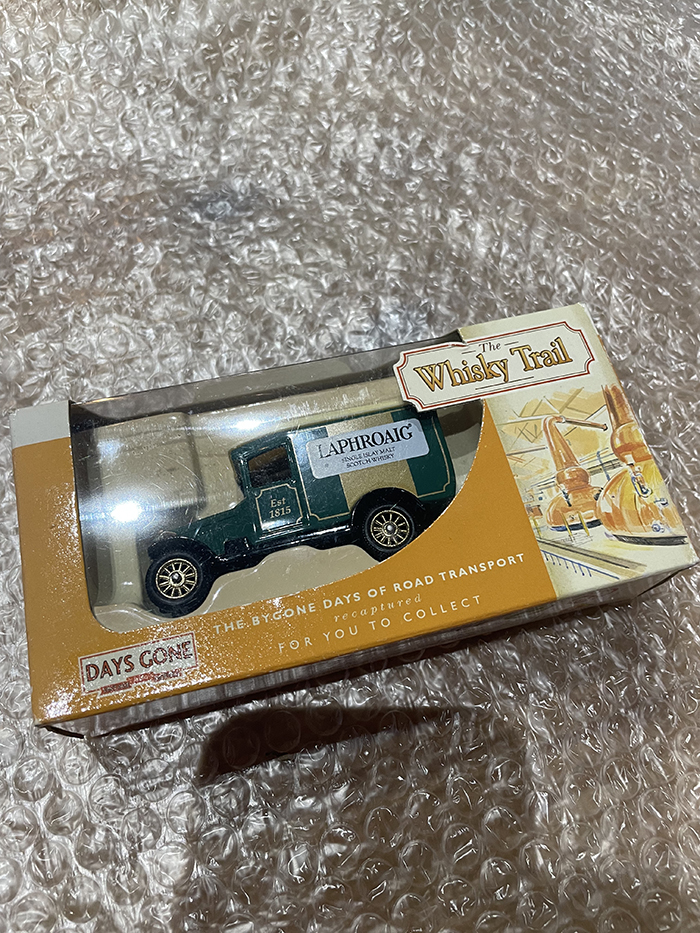 The
Whisky Trail
LAPHROAIG®
SINGLE ISLAY MALT
SCOTCH WHISKY
Est
1815
THE BYGONE DAYS OF ROAD TRANSPORT
recaptured
FOR YOU TO COLLECT
DAYS GONE